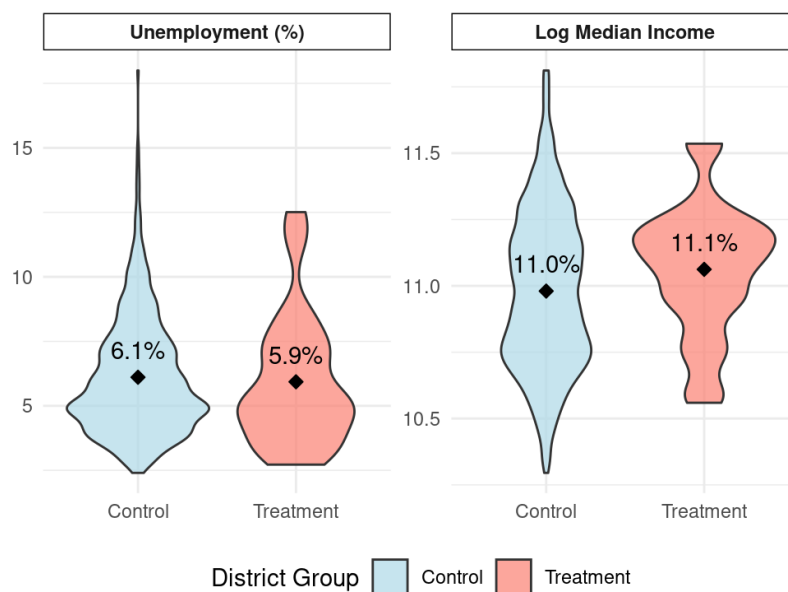 Unemployment (%)
Log Median Income
15
10
5
6.1%
5.9%
Control
Treatment
11.5
11.0
10.5
11.0%
11.1%
Control
Treatment
District Group
Control
Treatment